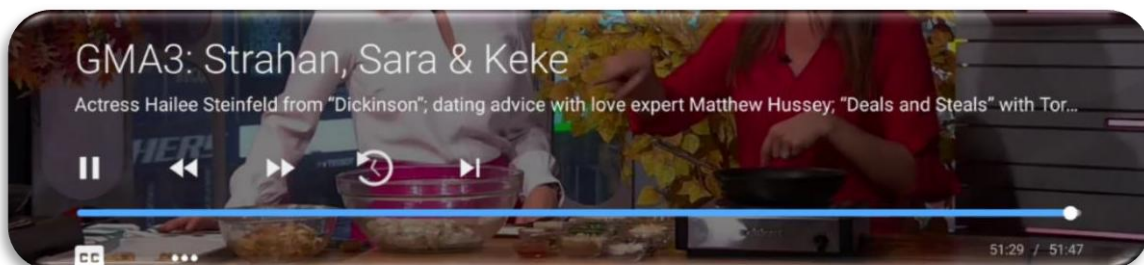 GMA3: Strahan, Sara & Keke
Actress Hailee Steinfeld from “Dickinson”; dating advice with love expert Matthew Hussey; “Deals and Steals” with Tor...
HER!
CC
51:29 / 51:47